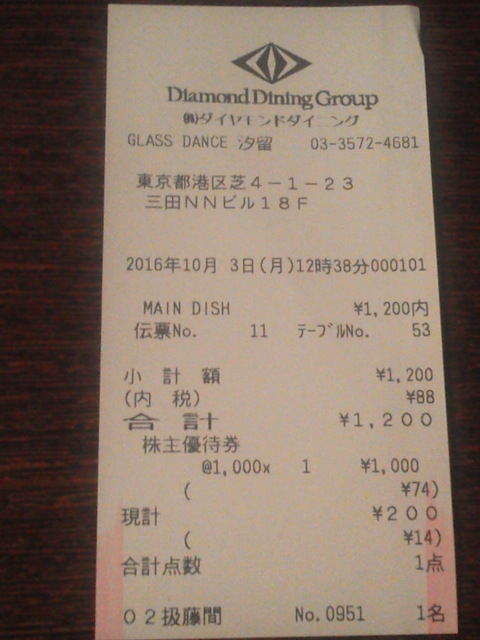 Diamond Dining Group
㈱ダイヤモンドダイニング
GLASS DANCE 汐留 03-3572-4681
東京都港区芝4-1-23
三田NNビル18F
2016年10月 3日(月)12時38分000101
MAIN DISH ¥1,200内
伝票No. 11 テーブルNo. 53
小計額 ¥1,200
(内 税) ¥88
合計 ¥1,200
株主優待券
@1,000x 1 ¥1,000
( ¥74)
現計 ¥200
( ¥14)
合計点数 1点
02扱藤間 No.0951 1名